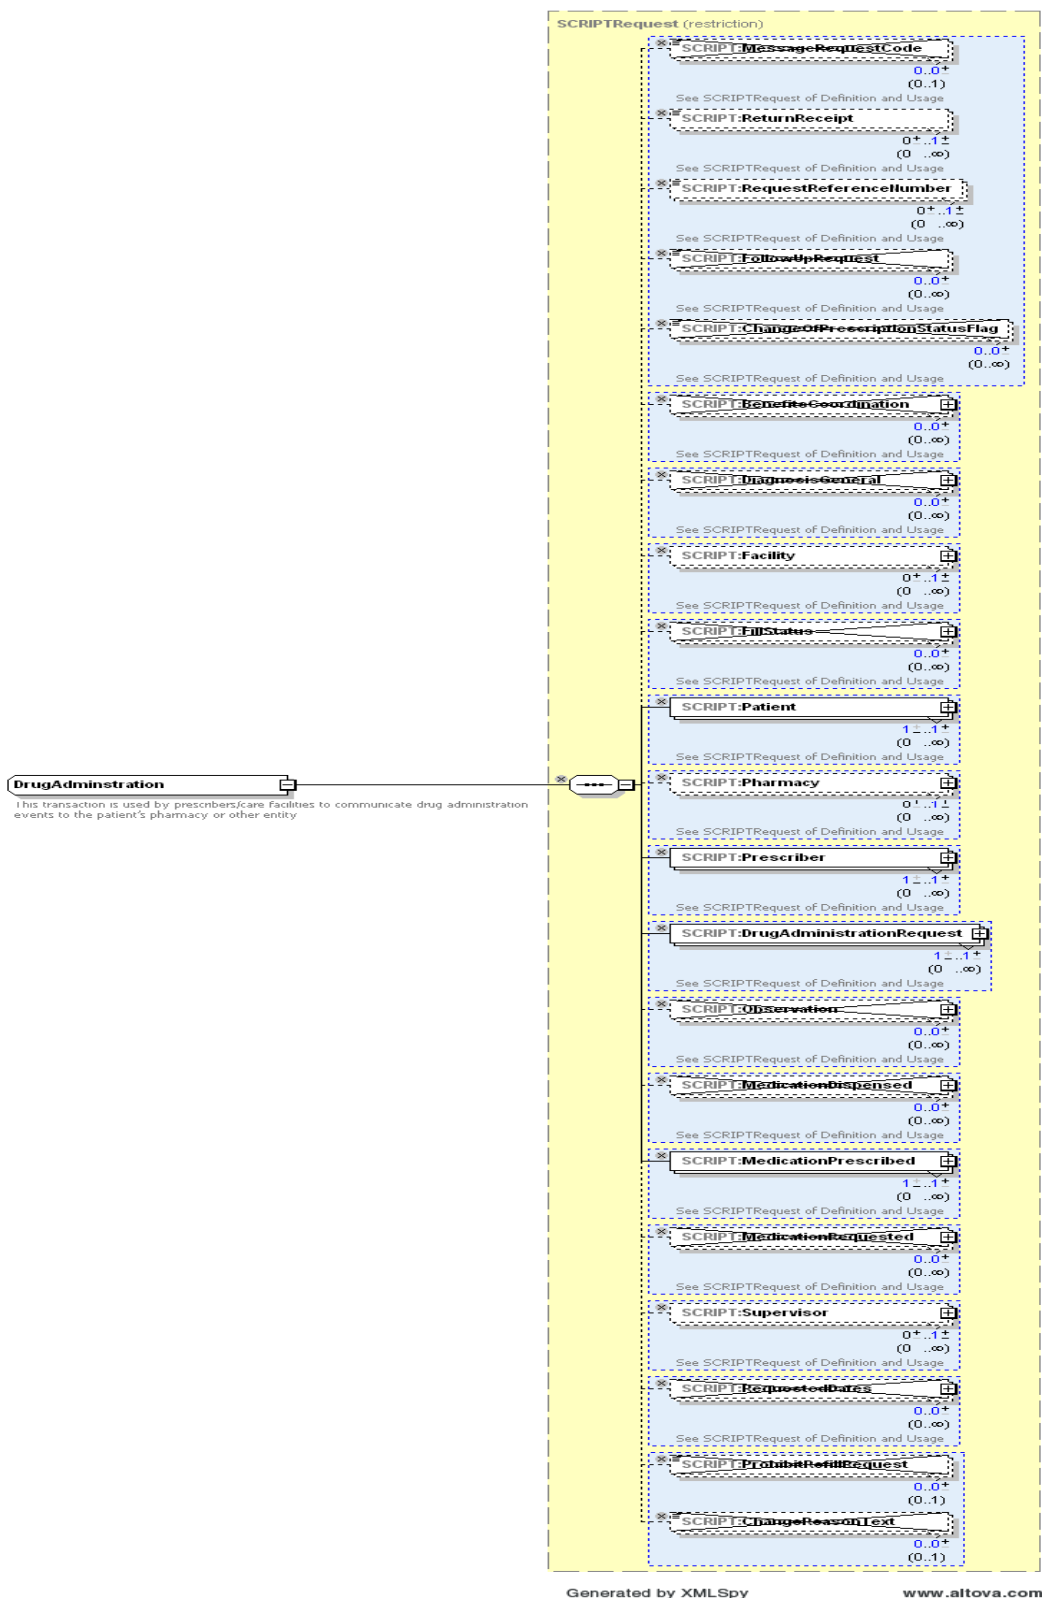 SCRIPTRequest (restriction)
SCRIPT:MessageRequestCode
0..0±
(0..1)
See SCRIPTRequest of Definition and Usage
SCRIPT:ReturnReceipt
0±..1±
(0 ..∞)
See SCRIPTRequest of Definition and Usage
SCRIPT:RequestReferenceNumber
0±..1±
(0 ..∞)
See SCRIPTRequest of Definition and Usage
SCRIPT:FollowUpRequest
0..0±
(0..∞)
See SCRIPTRequest of Definition and Usage
SCRIPT:ChangeOfPrescriptionStatusFlag
0..0±
(0..∞)
See SCRIPTRequest of Definition and Usage
SCRIPT:BenefitsCoordination
0..0±
(0..∞)
See SCRIPTRequest of Definition and Usage
SCRIPT:DiagnosisGeneral
0..0±
(0..∞)
See SCRIPTRequest of Definition and Usage
SCRIPT:Facility
0±..1±
(0 ..∞)
See SCRIPTRequest of Definition and Usage
SCRIPT:FillStatus
0..0±
(0..∞)
See SCRIPTRequest of Definition and Usage
SCRIPT:Patient
1±..1±
(0 ..∞)
See SCRIPTRequest of Definition and Usage
DrugAdminstration
This transaction is used by prescribers/care facilities to communicate drug administration
events to the patient's pharmacy or other entity
SCRIPT:Pharmacy
0±..1±
(0 ..∞)
See SCRIPTRequest of Definition and Usage
SCRIPT:Prescriber
1±..1±
(0 ..∞)
See SCRIPTRequest of Definition and Usage
SCRIPT:DrugAdministrationRequest
1±..1±
(0 ..∞)
See SCRIPTRequest of Definition and Usage
SCRIPT:Observation
0..0±
(0..∞)
See SCRIPTRequest of Definition and Usage
SCRIPT:MedicationDispensed
0..0±
(0..∞)
See SCRIPTRequest of Definition and Usage
SCRIPT:MedicationPrescribed
1±..1±
(0 ..∞)
See SCRIPTRequest of Definition and Usage
SCRIPT:MedicationRequested
0..0±
(0..∞)
See SCRIPTRequest of Definition and Usage
SCRIPT:Supervisor
0±..1±
(0 ..∞)
See SCRIPTRequest of Definition and Usage
SCRIPT:RequestedDates
0..0±
(0..∞)
See SCRIPTRequest of Definition and Usage
SCRIPT:ProhibitRefillRequest
0..0±
(0..1)
SCRIPT:ChangeReasonText
0..0±
(0..1)
Generated by XMLSpy
www.altova.com